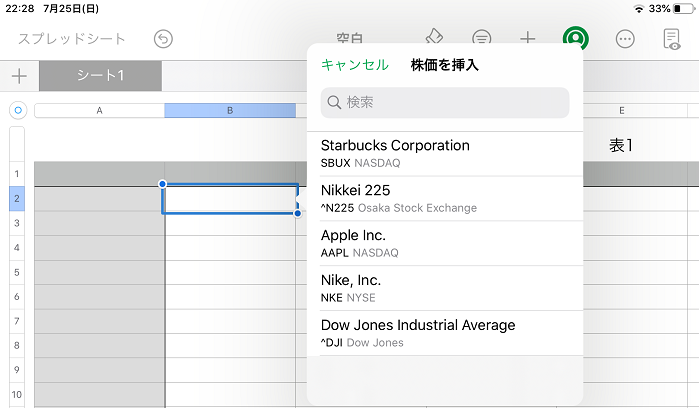 22:28 7月25日(日) 33%
スプレッドシート 空白
キャンセル 株価を挿入
シート1
検索
A B E
表1
Starbucks Corporation
SBUX NASDAQ
Nikkei 225
^N225 Osaka Stock Exchange
Apple Inc.
AAPL NASDAQ
Nike, Inc.
NKE NYSE
Dow Jones Industrial Average
^DJI Dow Jones
1
2
3
4
5
6
7
8
9
10